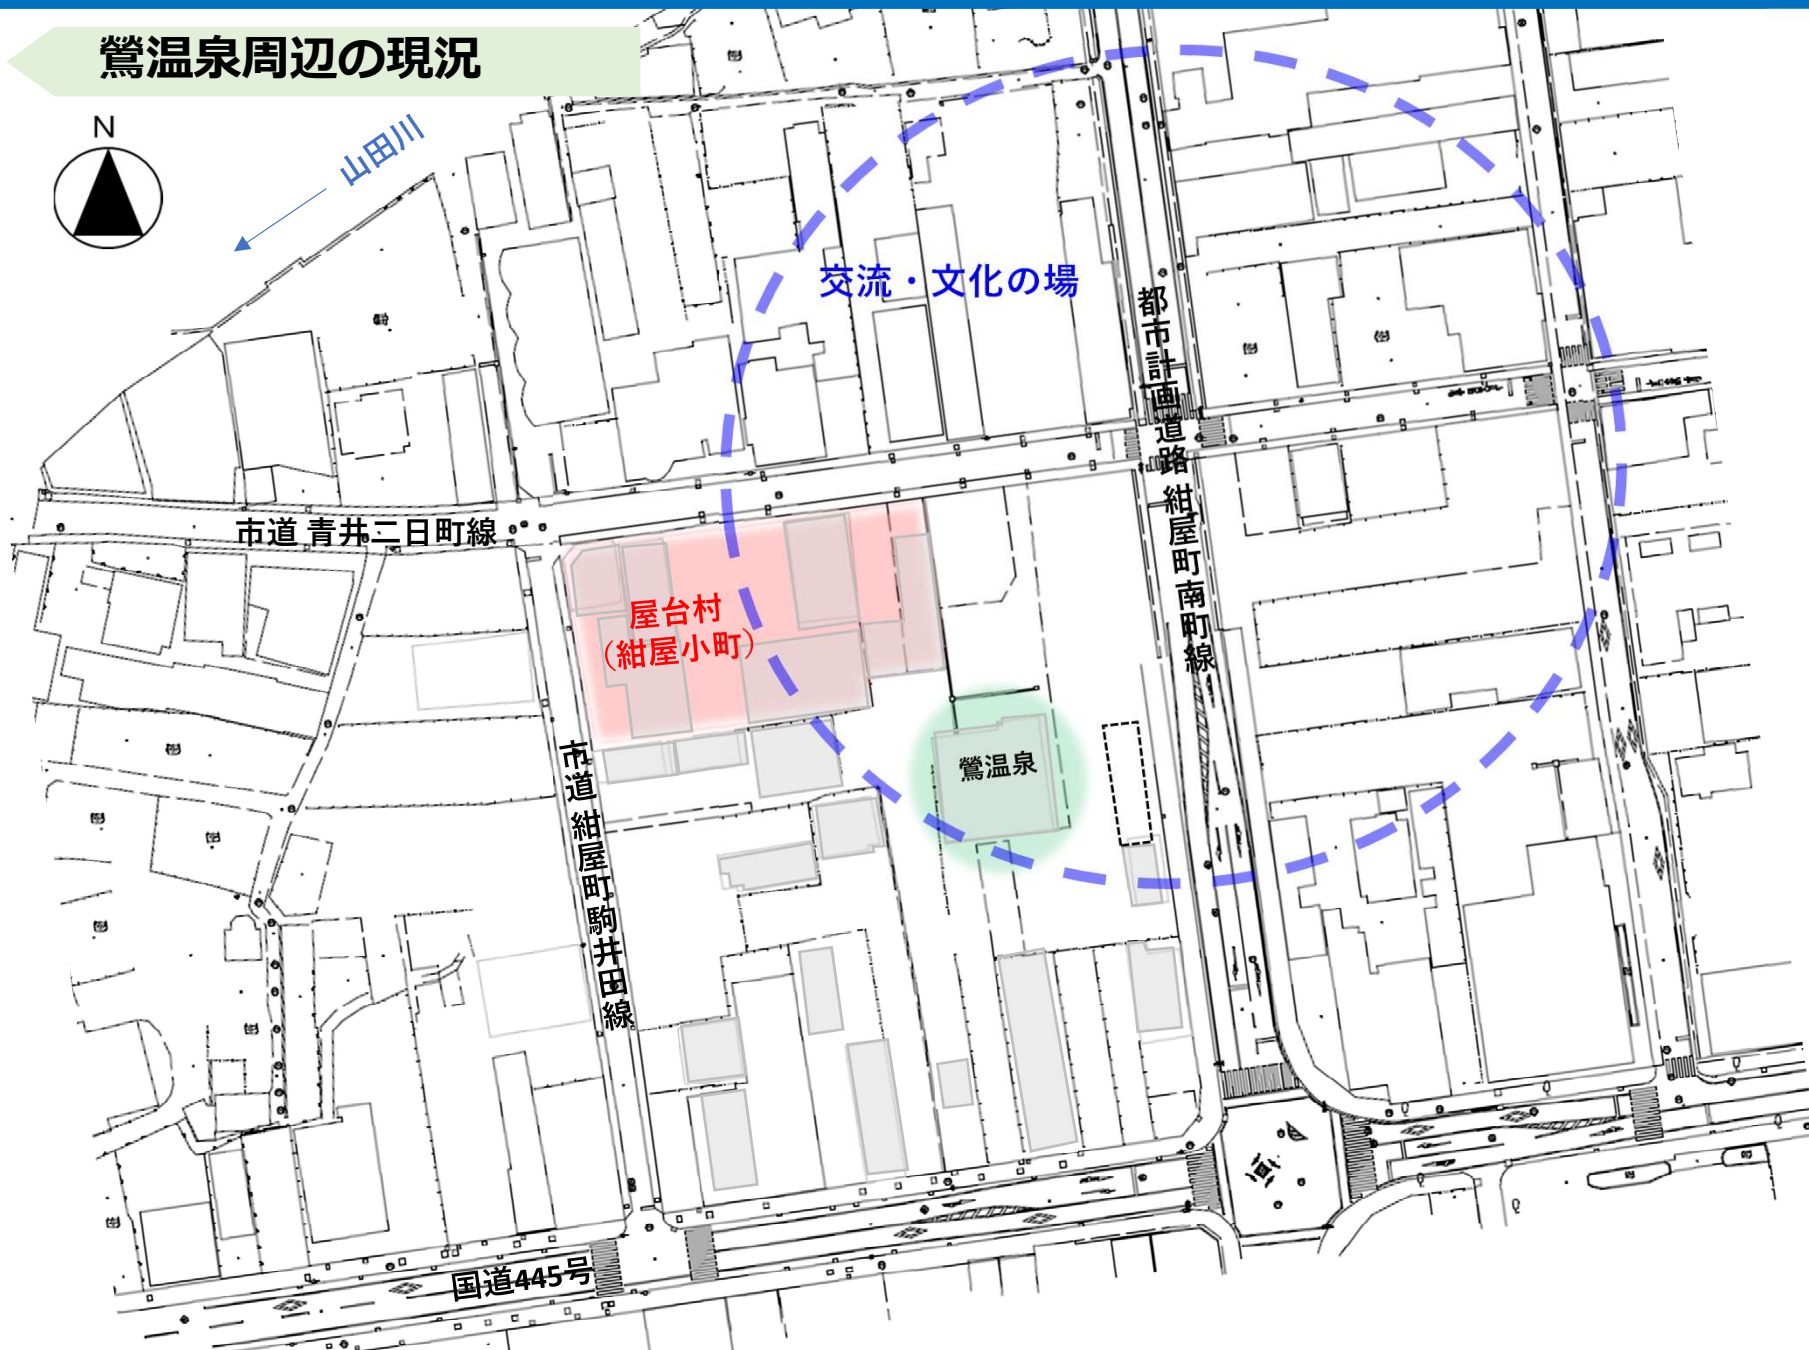 鶯温泉周辺の現況
N
山田川
交流・文化の場
都市計画道路 紺屋町南町線
市道 青井二日町線
屋台村
（紺屋小町）
鶯温泉
市道 紺屋町駒井田線
国道445号